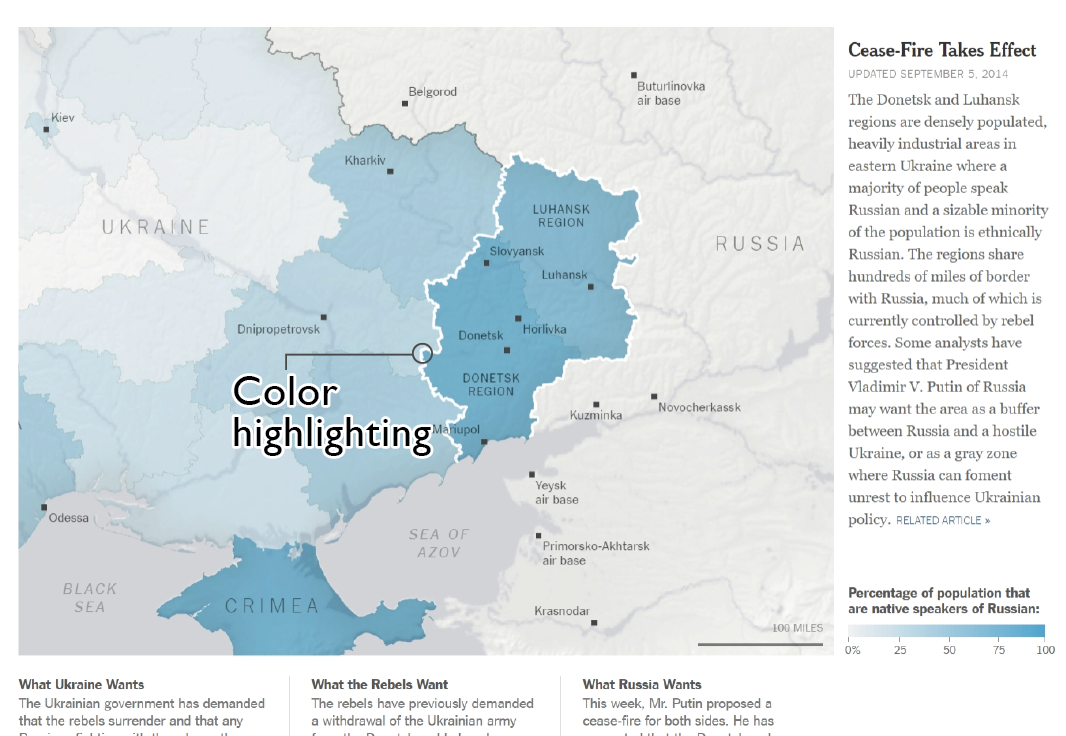 Cease-Fire Takes Effect
UPDATED SEPTEMBER 5, 2014
The Donetsk and Luhansk
regions are densely populated,
heavily industrial areas in
eastern Ukraine where a
majority of people speak
Russian and a sizable minority
of the population is ethnically
Russian. The regions share
hundreds of miles of border
with Russia, much of which is
currently controlled by rebel
forces. Some analysts have
suggested that President
Vladimir V. Putin of Russia
may want the area as a buffer
between Russia and a hostile
Ukraine, or as a gray zone
where Russia can foment
unrest to influence Ukrainian
policy. RELATED ARTICLE »
Percentage of population that
are native speakers of Russian:
0% 25 50 75 100
Belgorod
Buturlinovka
air base
Kiev
Kharkiv
UKRAINE
LUHANSK
REGION
RUSSIA
Slovyansk
Luhansk
Dnipropetrovsk
Donetsk
Horlivka
DONETSK
REGION
Color
highlighting
Mariupol
Kuzminka
Novocherkassk
Yeysk
air base
Odessa
SEA OF
AZOV
Primorsko-Akhtarsk
air base
BLACK
SEA
CRIMEA
Krasnodar
100 MILES
What Ukraine Wants
The Ukrainian government has demanded
that the rebels surrender and that any
What the Rebels Want
The rebels have previously demanded
a withdrawal of the Ukrainian army
What Russia Wants
This week, Mr. Putin proposed a
cease-fire for both sides. He has